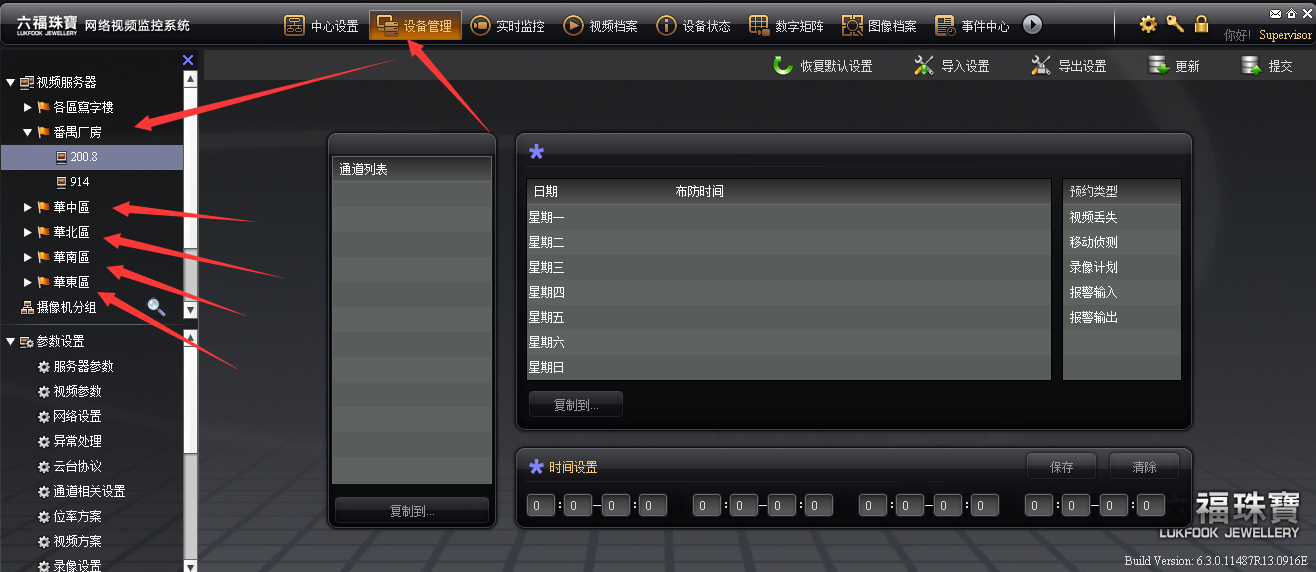 六福珠寶
LUKFOOK JEWELLERY
网络视频监控系统
中心设置
设备管理
实时监控
视频档案
设备状态
数字矩阵
图像档案
事件中心
你好! Supervisor
恢复默认设置
导入设置
导出设置
更新
提交
视频服务器
各區寫字樓
番禺厂房
200.8
914
華中區
華北區
華南區
華東區
摄像机分组
参数设置
服务器参数
视频参数
网络设置
异常处理
云台协议
通道相关设置
位率方案
视频方案
录像设置
通道列表
复制到...
日期 布防时间
星期一
星期二
星期三
星期四
星期五
星期六
星期日
预约类型
视频丢失
移动侦测
录像计划
报警输入
报警输出
复制到...
时间设置
保存
清除
0 : 0 – 0 : 0 0 : 0 – 0 : 0 0 : 0 – 0 : 0 0 : 0 – 0 : 0
六福珠寶
LUKFOOK JEWELLERY
Build Version: 6.3.0.11487R13.0916E